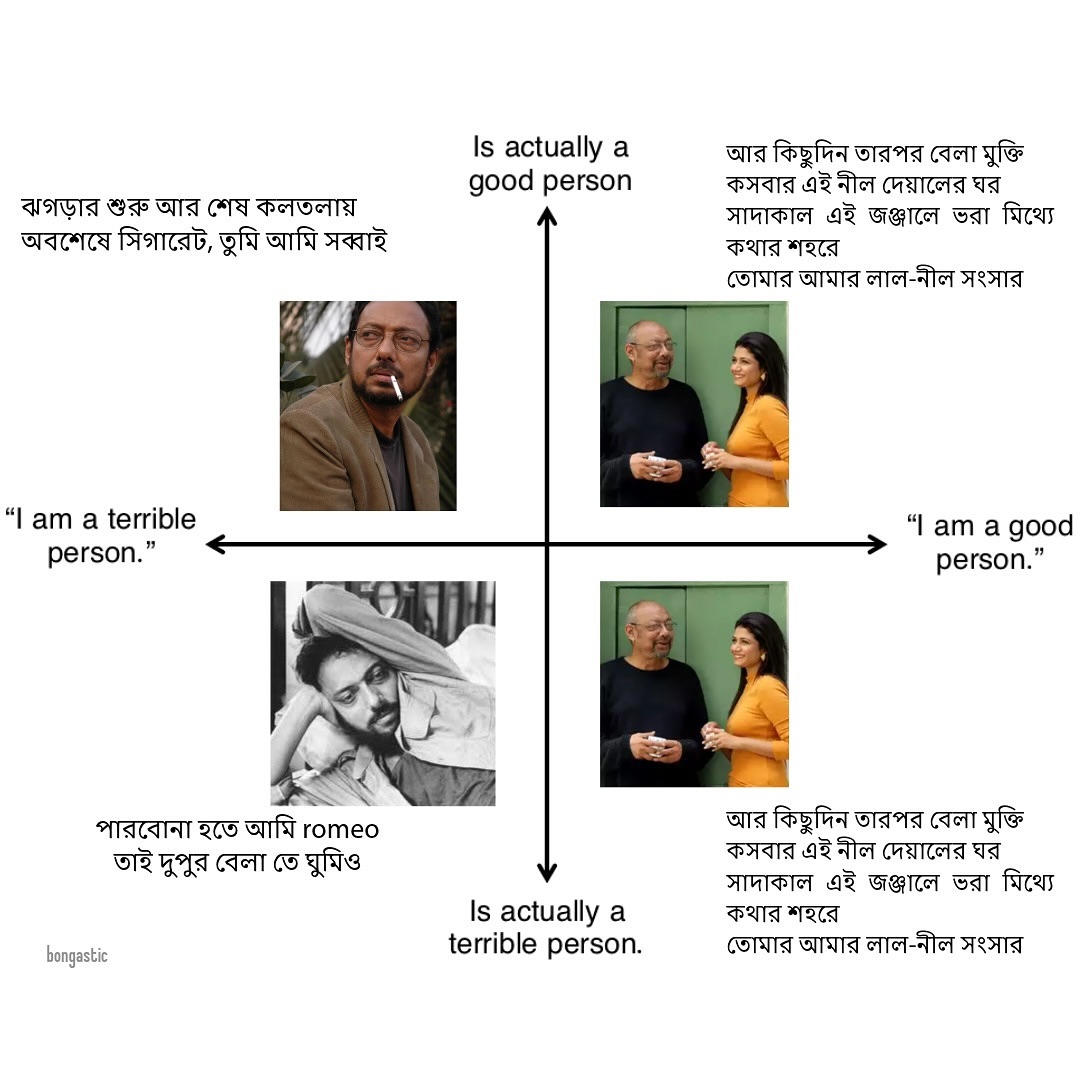 Is actually a
good person
ঝগড়ার শুরু আর শেষ কলতলায়
অবশেষে সিগারেট, তুমি আমি সব্বাই
আর কিছুদিন তারপর বেলা মুক্তি
কসবার এই নীল দেয়ালের ঘর
সাদাকাল এই জঞ্জালে ভরা মিথ্যে
কথার শহরে
তোমার আমার লাল-নীল সংসার
“I am a terrible
person.”
“I am a good
person.”
পারবোনা হতে আমি romeo
তাই দুপুর বেলা তে ঘুমিও
আর কিছুদিন তারপর বেলা মুক্তি
কসবার এই নীল দেয়ালের ঘর
সাদাকাল এই জঞ্জালে ভরা মিথ্যে
কথার শহরে
তোমার আমার লাল-নীল সংসার
Is actually a
terrible person.
bongastic